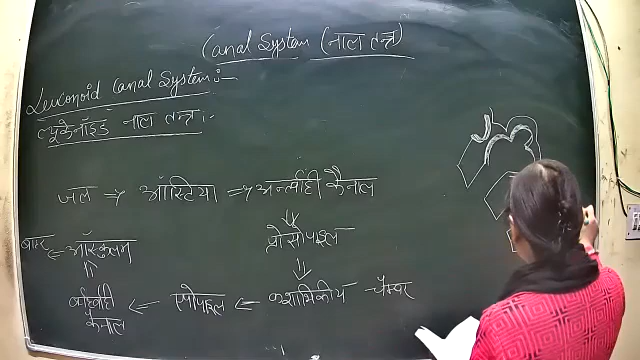 Canal System (नाल तन्त्र)
Leuconoid Canal System :-
ल्यूकेनॉइड नाल तन्त्र :-
जल => ऑस्टिया => अन्तर्वाही कैनाल
प्रोसोपाइल
कशाभिकीय चैम्बर
बाहर <= ऑस्कुलम
बर्हिवाही कैनाल <= एपोपाइल <=